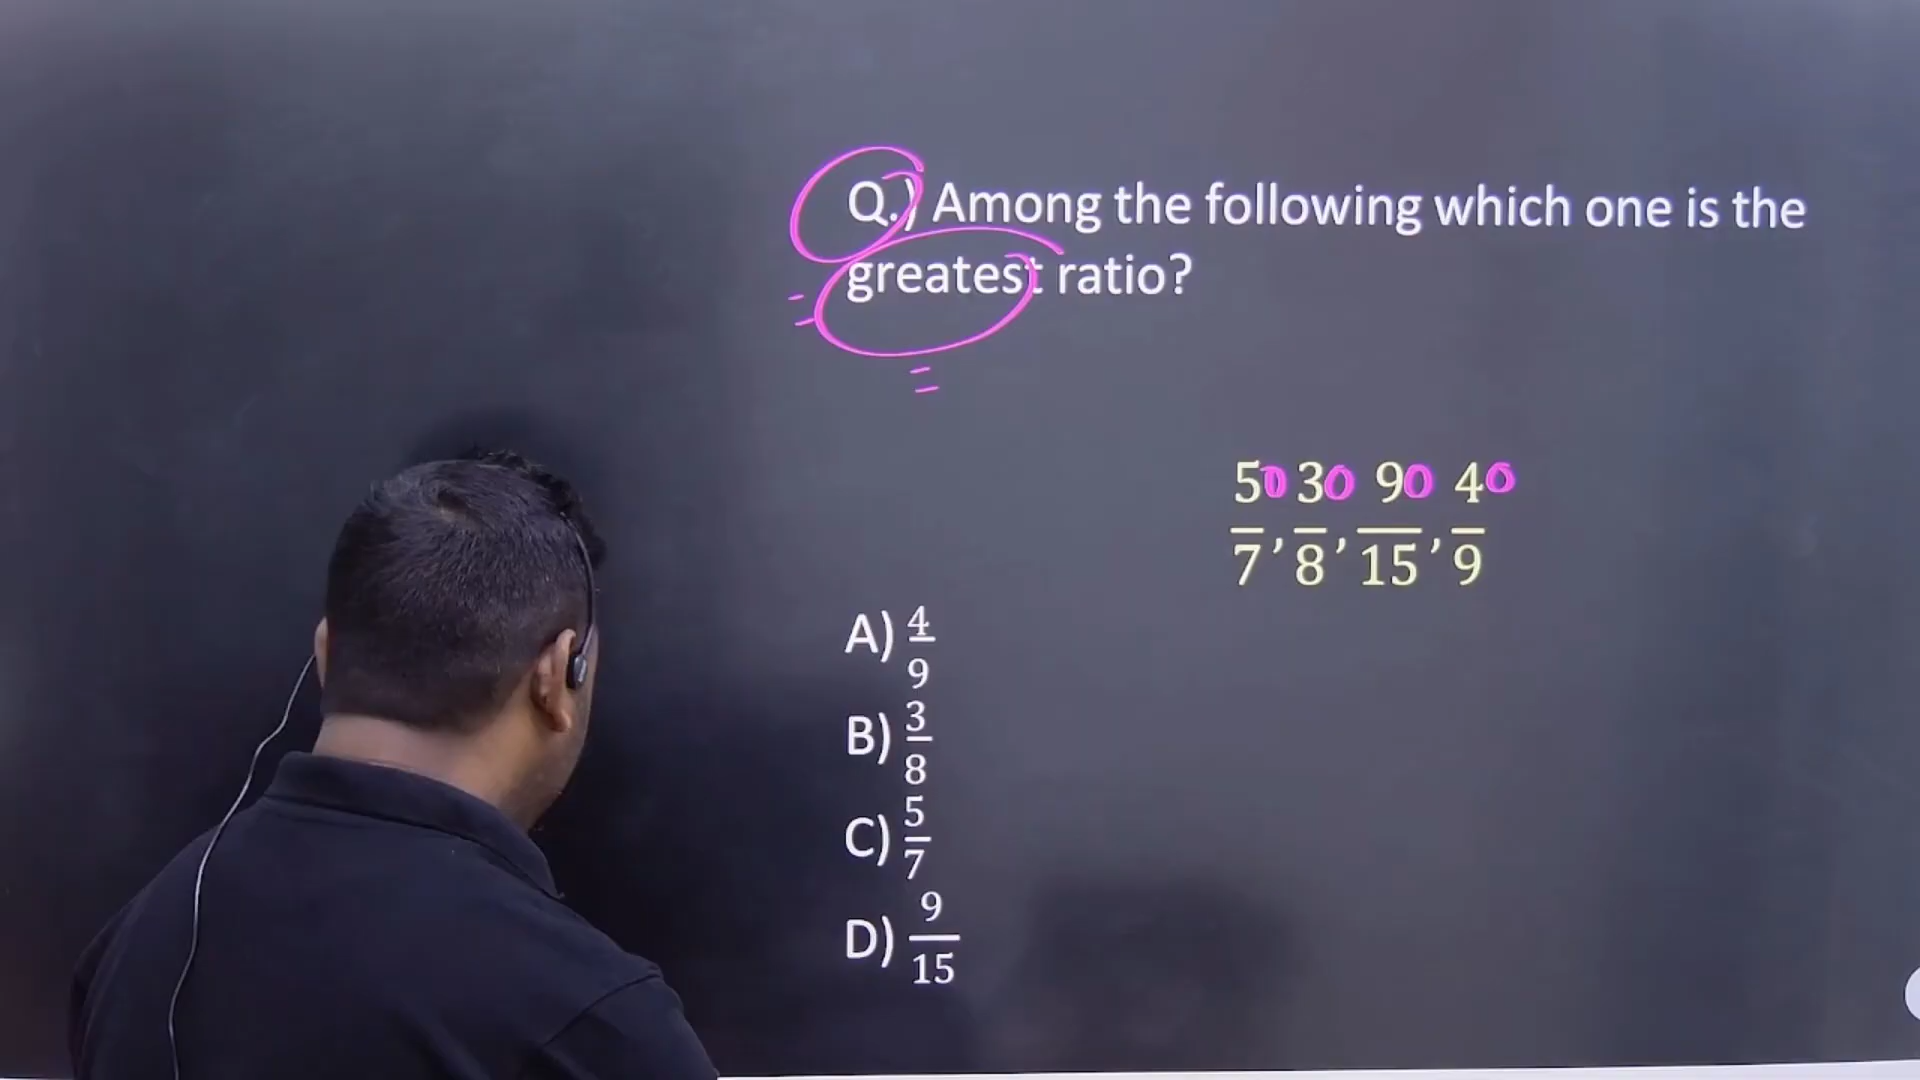 Q.) Among the following which one is the
greatest ratio?
50 30 90 40
7 , 8 , 15 , 9
A) 4/9
B) 3/8
C) 5/7
D) 9/15